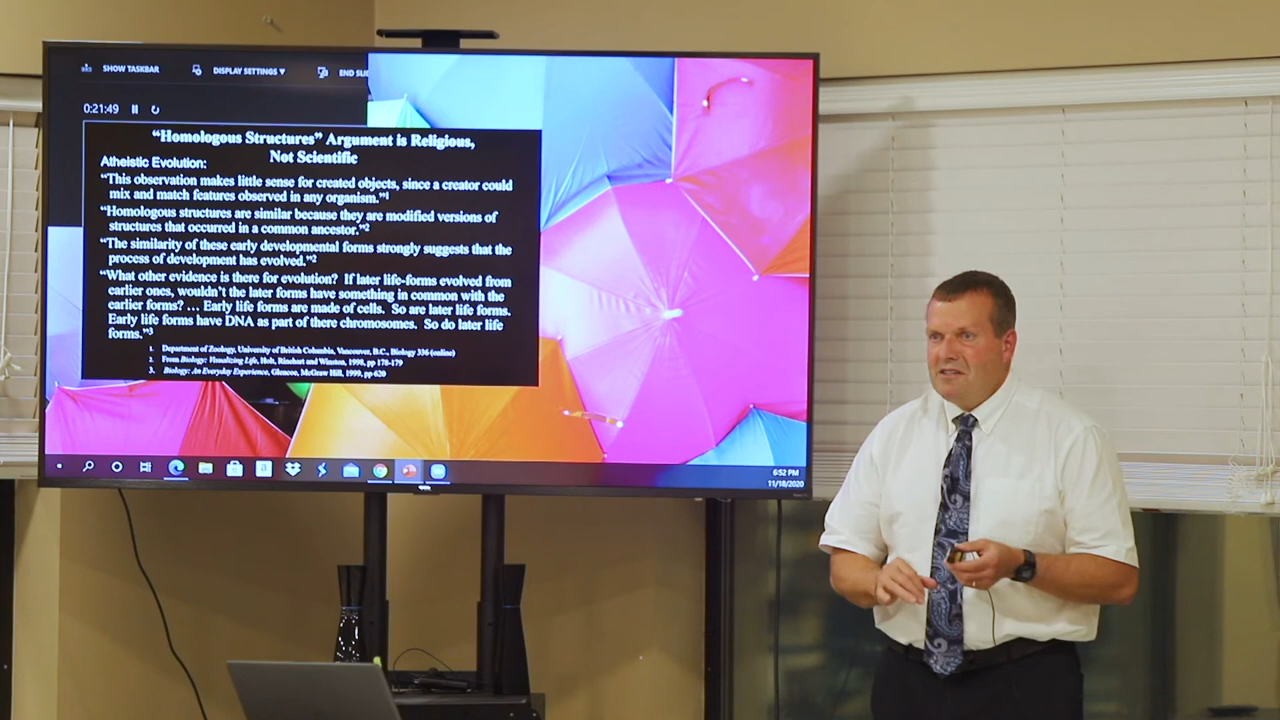 SHOW TASKBAR DISPLAY SETTINGS ▼ END SLI
0:21:49
“Homologous Structures” Argument is Religious,
Not Scientific
Atheistic Evolution:
“This observation makes little sense for created objects, since a creator could
mix and match features observed in any organism.”1
“Homologous structures are similar because they are modified versions of
structures that occurred in a common ancestor.”2
“The similarity of these early developmental forms strongly suggests that the
process of development has evolved.”2
“What other evidence is there for evolution? If later life-forms evolved from
earlier ones, wouldn’t the later forms have something in common with the
earlier forms? … Early life forms are made of cells. So are later life forms.
Early life forms have DNA as part of there chromosomes. So do later life
forms.”3
1. Department of Zoology, University of British Columbia, Vancouver, B.C., Biology 336 (online)
2. From Biology: Visualizing Life, Holt, Rinehart and Winston, 1998, pp 178-179
3. Biology: An Everyday Experience, Glencoe, McGraw Hill, 1999, pp 620
6:52 PM
11/18/2020